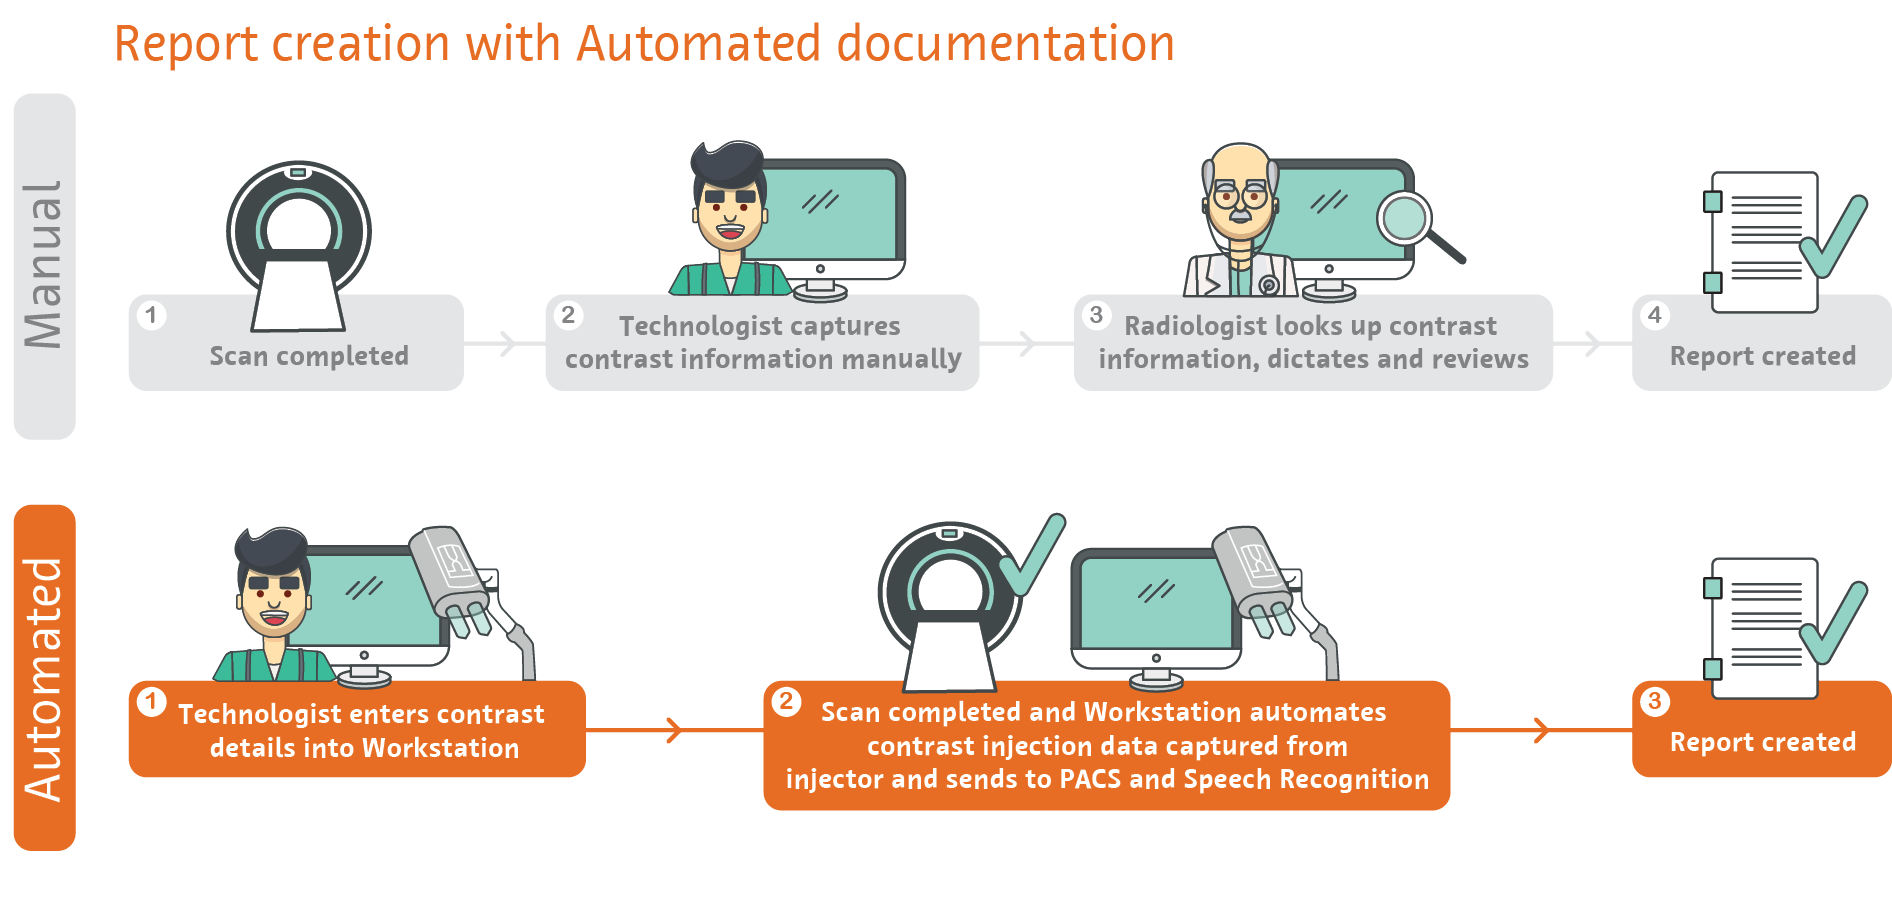 Report creation with Automated documentation
Manual
1
Scan completed
2
Technologist captures
contrast information manually
3
Radiologist looks up contrast
information, dictates and reviews
4
Report created
Automated
1
Technologist enters contrast
details into Workstation
2
Scan completed and Workstation automates
contrast injection data captured from
injector and sends to PACS and Speech Recognition
3
Report created